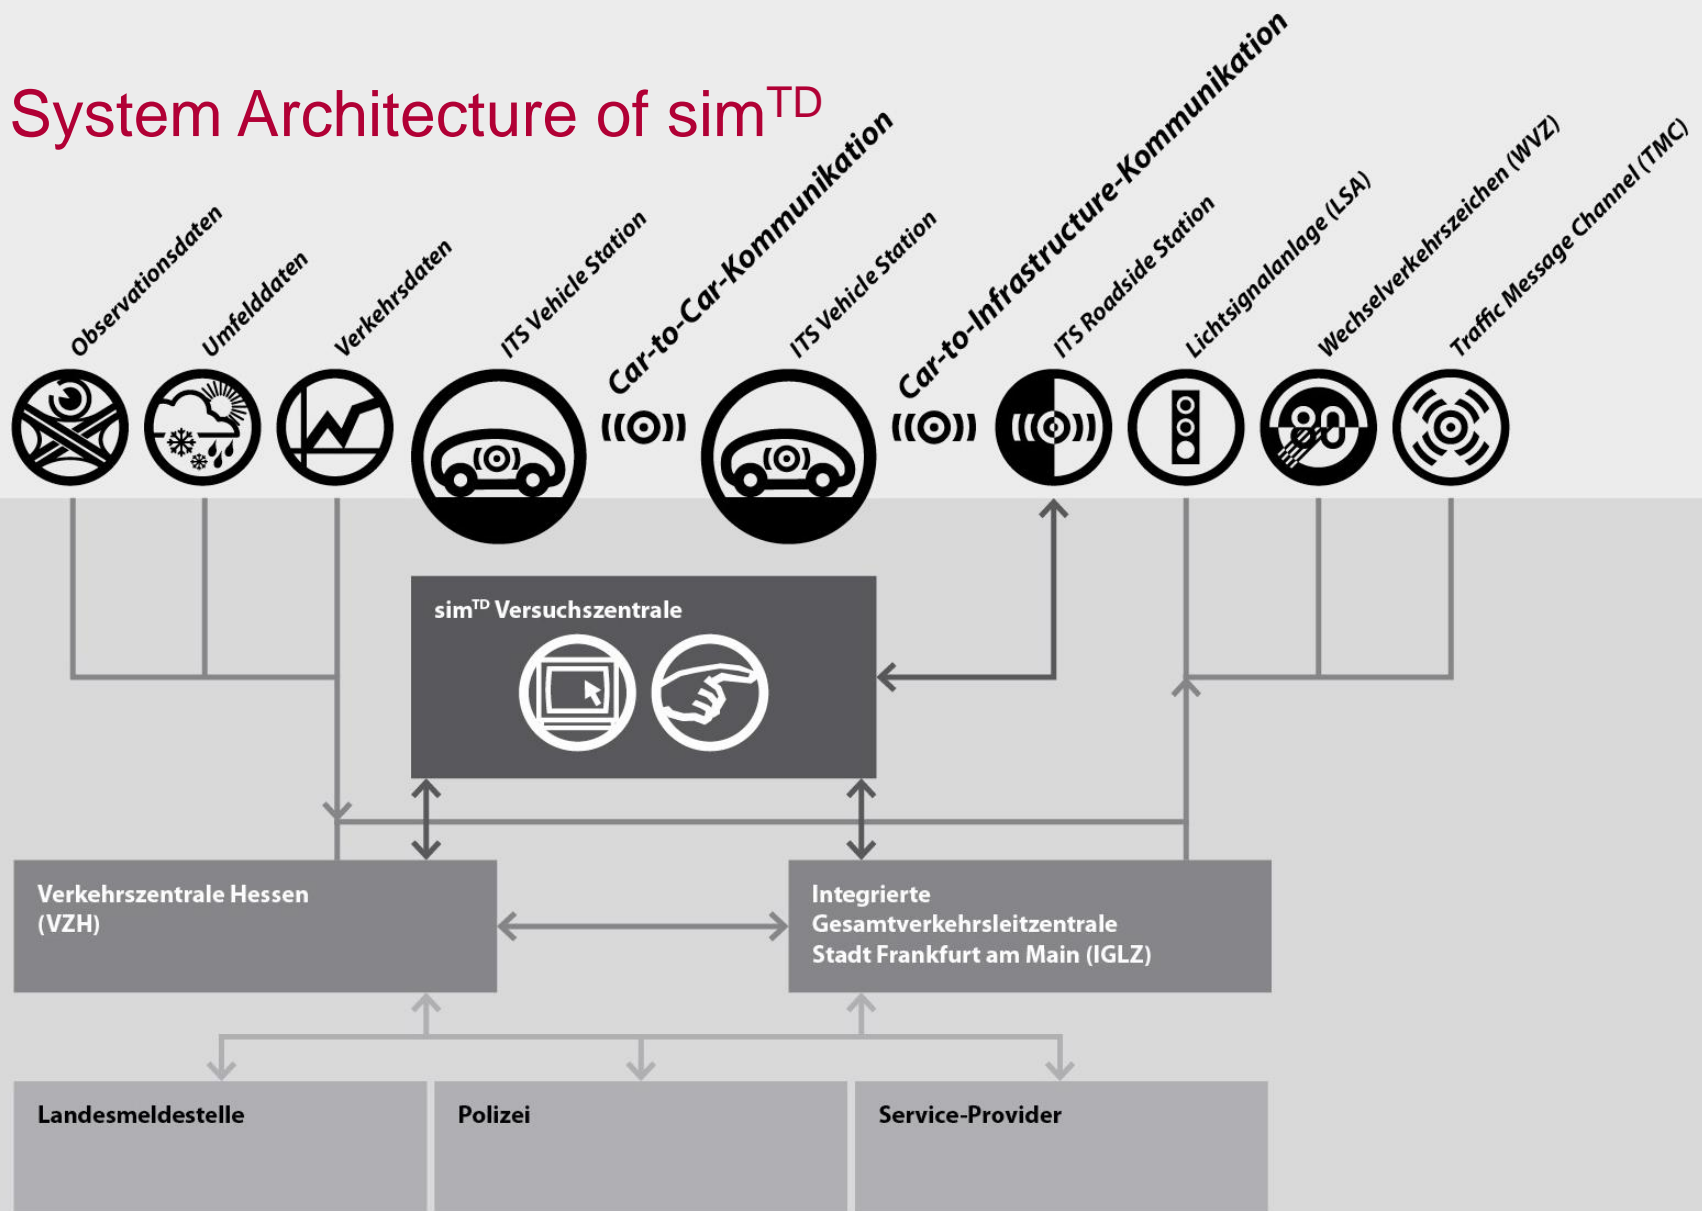 System Architecture of simTD
Observationsdaten
Umfelddaten
Verkehrsdaten
ITS Vehicle Station
Car-to-Car-Kommunikation
ITS Vehicle Station
Car-to-Infrastructure-Kommunikation
ITS Roadside Station
Lichtsignalanlage (LSA)
Wechselverkehrszeichen (WVZ)
Traffic Message Channel (TMC)
simTD Versuchszentrale
Verkehrszentrale Hessen
(VZH)
Integrierte
Gesamtverkehrsleitzentrale
Stadt Frankfurt am Main (IGLZ)
Landesmeldestelle
Polizei
Service-Provider